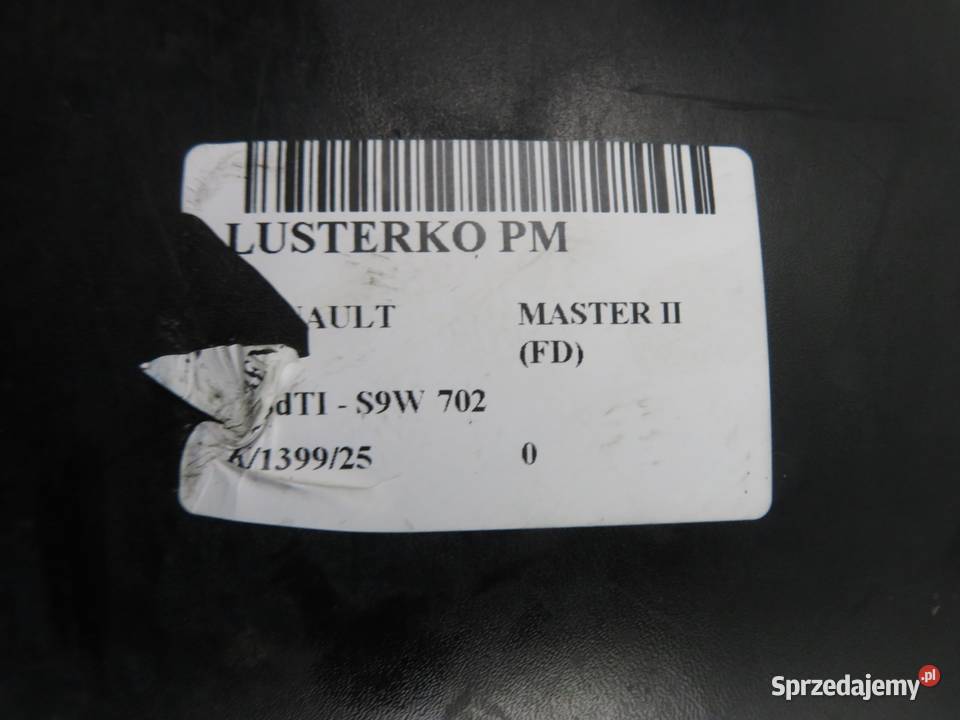 LUSTERKO PM
NAULT MASTER II
(FD)
dTI - S9W 702
/1399/25 0
Sprzedajemy.pl